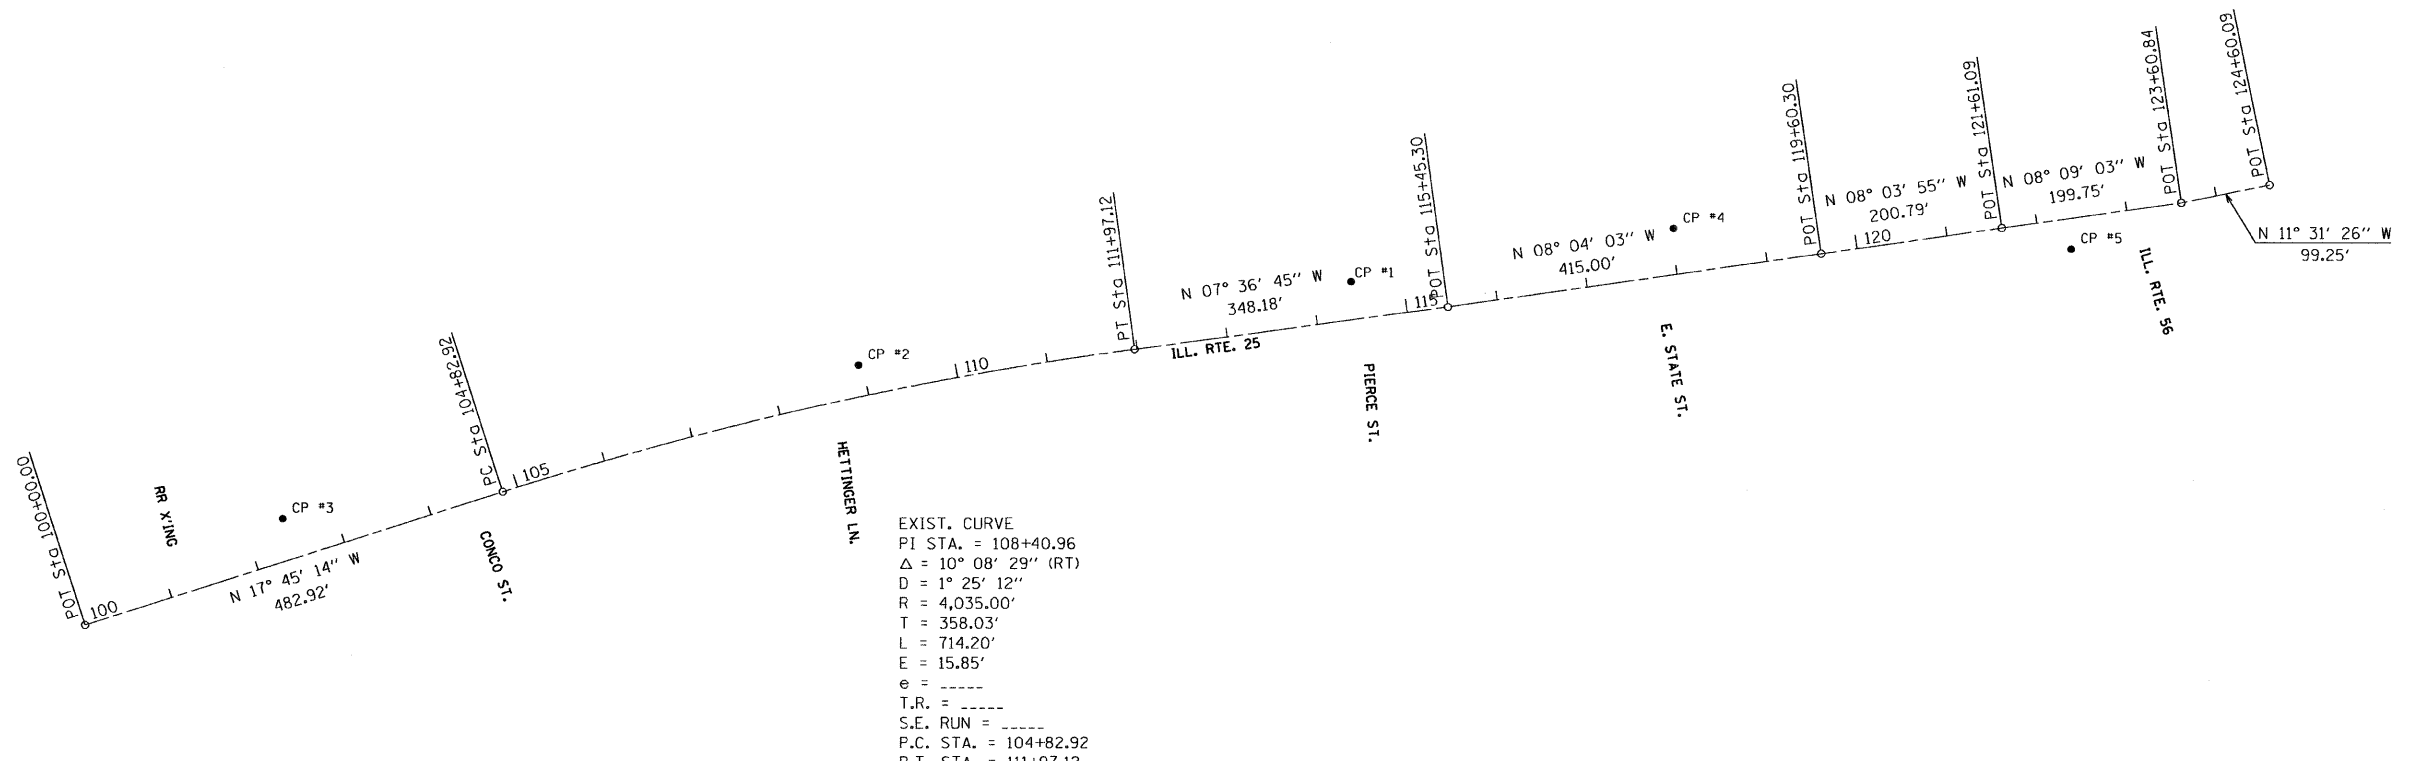 POT Sta 100+00.00
100
RR X'ING
CP #3
N 17° 45' 14" W
482.92'
PC Sta 104+82.92
105
CONCO ST.
HETTINGER LN.
CP #2
110
PT Sta 111+97.12
N 07° 36' 45" W
348.18'
ILL. RTE. 25
CP #1
PIERCE ST.
115
POT Sta 115+45.30
N 08° 04' 03" W
415.00'
CP #4
E. STATE ST.
POT Sta 119+60.30
120
N 08° 03' 55" W
200.79'
POT Sta 121+61.09
N 08° 09' 03" W
199.75'
CP #5
ILL. RTE. 56
POT Sta 123+60.84
POT Sta 124+60.09
N 11° 31' 26" W
99.25'
EXIST. CURVE
PI STA. = 108+40.96
Δ = 10° 08' 29" (RT)
D = 1° 25' 12"
R = 4,035.00'
T = 358.03'
L = 714.20'
E = 15.85'
e = _____
T.R. = _____
S.E. RUN = _____
P.C. STA. = 104+82.92
P.T. STA. = 111+97.12